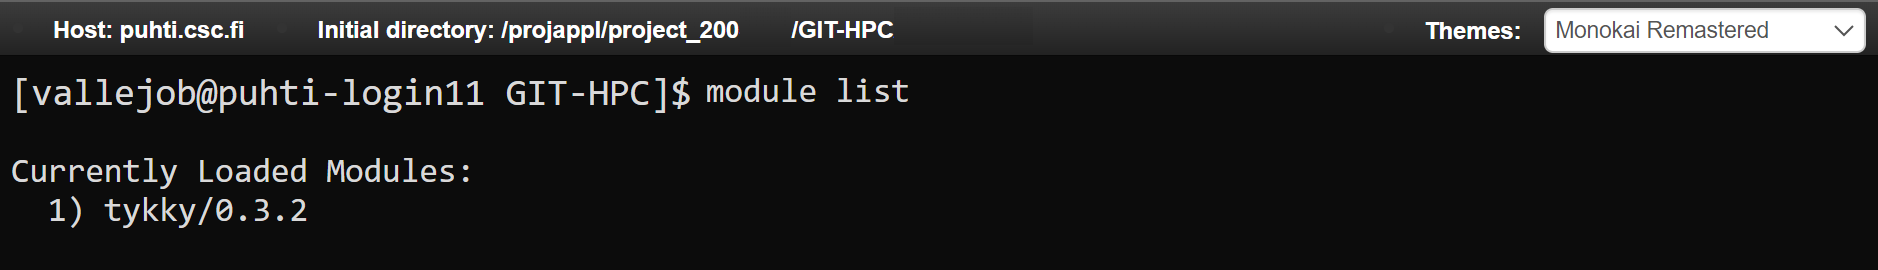 Host: puhti.csc.fi Initial directory: /projappl/project_200 /GIT-HPC Themes: Monokai Remastered
[vallejob@puhti-login11 GIT-HPC]$ module list
Currently Loaded Modules:
1) tykky/0.3.2